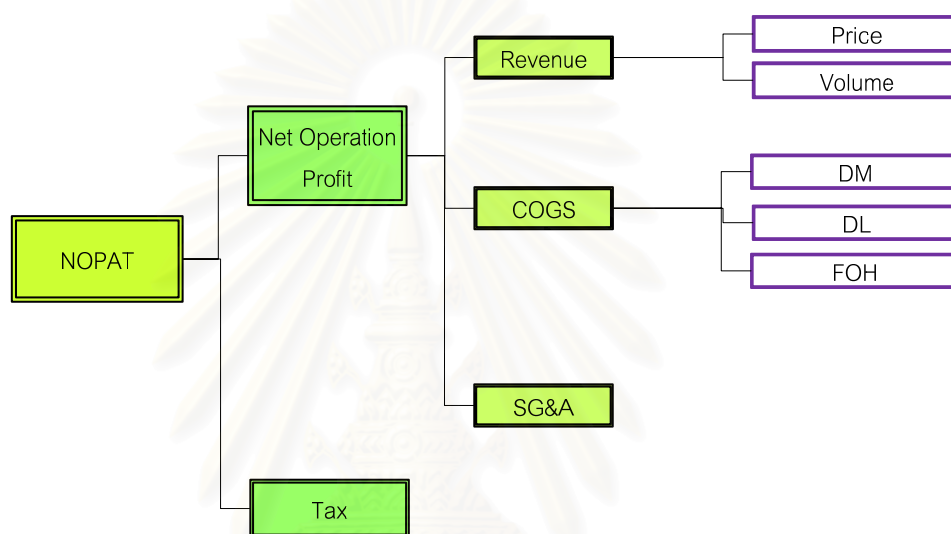 Price
Revenue
Volume
Net Operation
Profit
DM
COGS
DL
NOPAT
FOH
SG&A
Tax